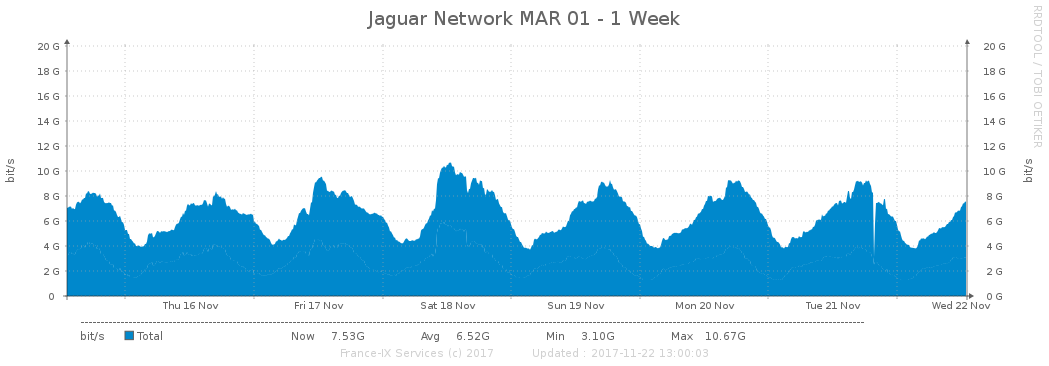 Jaguar Network MAR 01 - 1 Week
RRDTOOL / TOBI OETIKER
bit/s
bit/s
20 G 20 G
18 G 18 G
16 G 16 G
14 G 14 G
12 G 12 G
10 G 10 G
8 G 8 G
6 G 6 G
4 G 4 G
2 G 2 G
0 0 G
Thu 16 Nov Fri 17 Nov Sat 18 Nov Sun 19 Nov Mon 20 Nov Tue 21 Nov Wed 22 Nov
bit/s Total Now 7.53G Avg 6.52G Min 3.10G Max 10.67G
France-IX Services (c) 2017 Updated : 2017-11-22 13:00:03